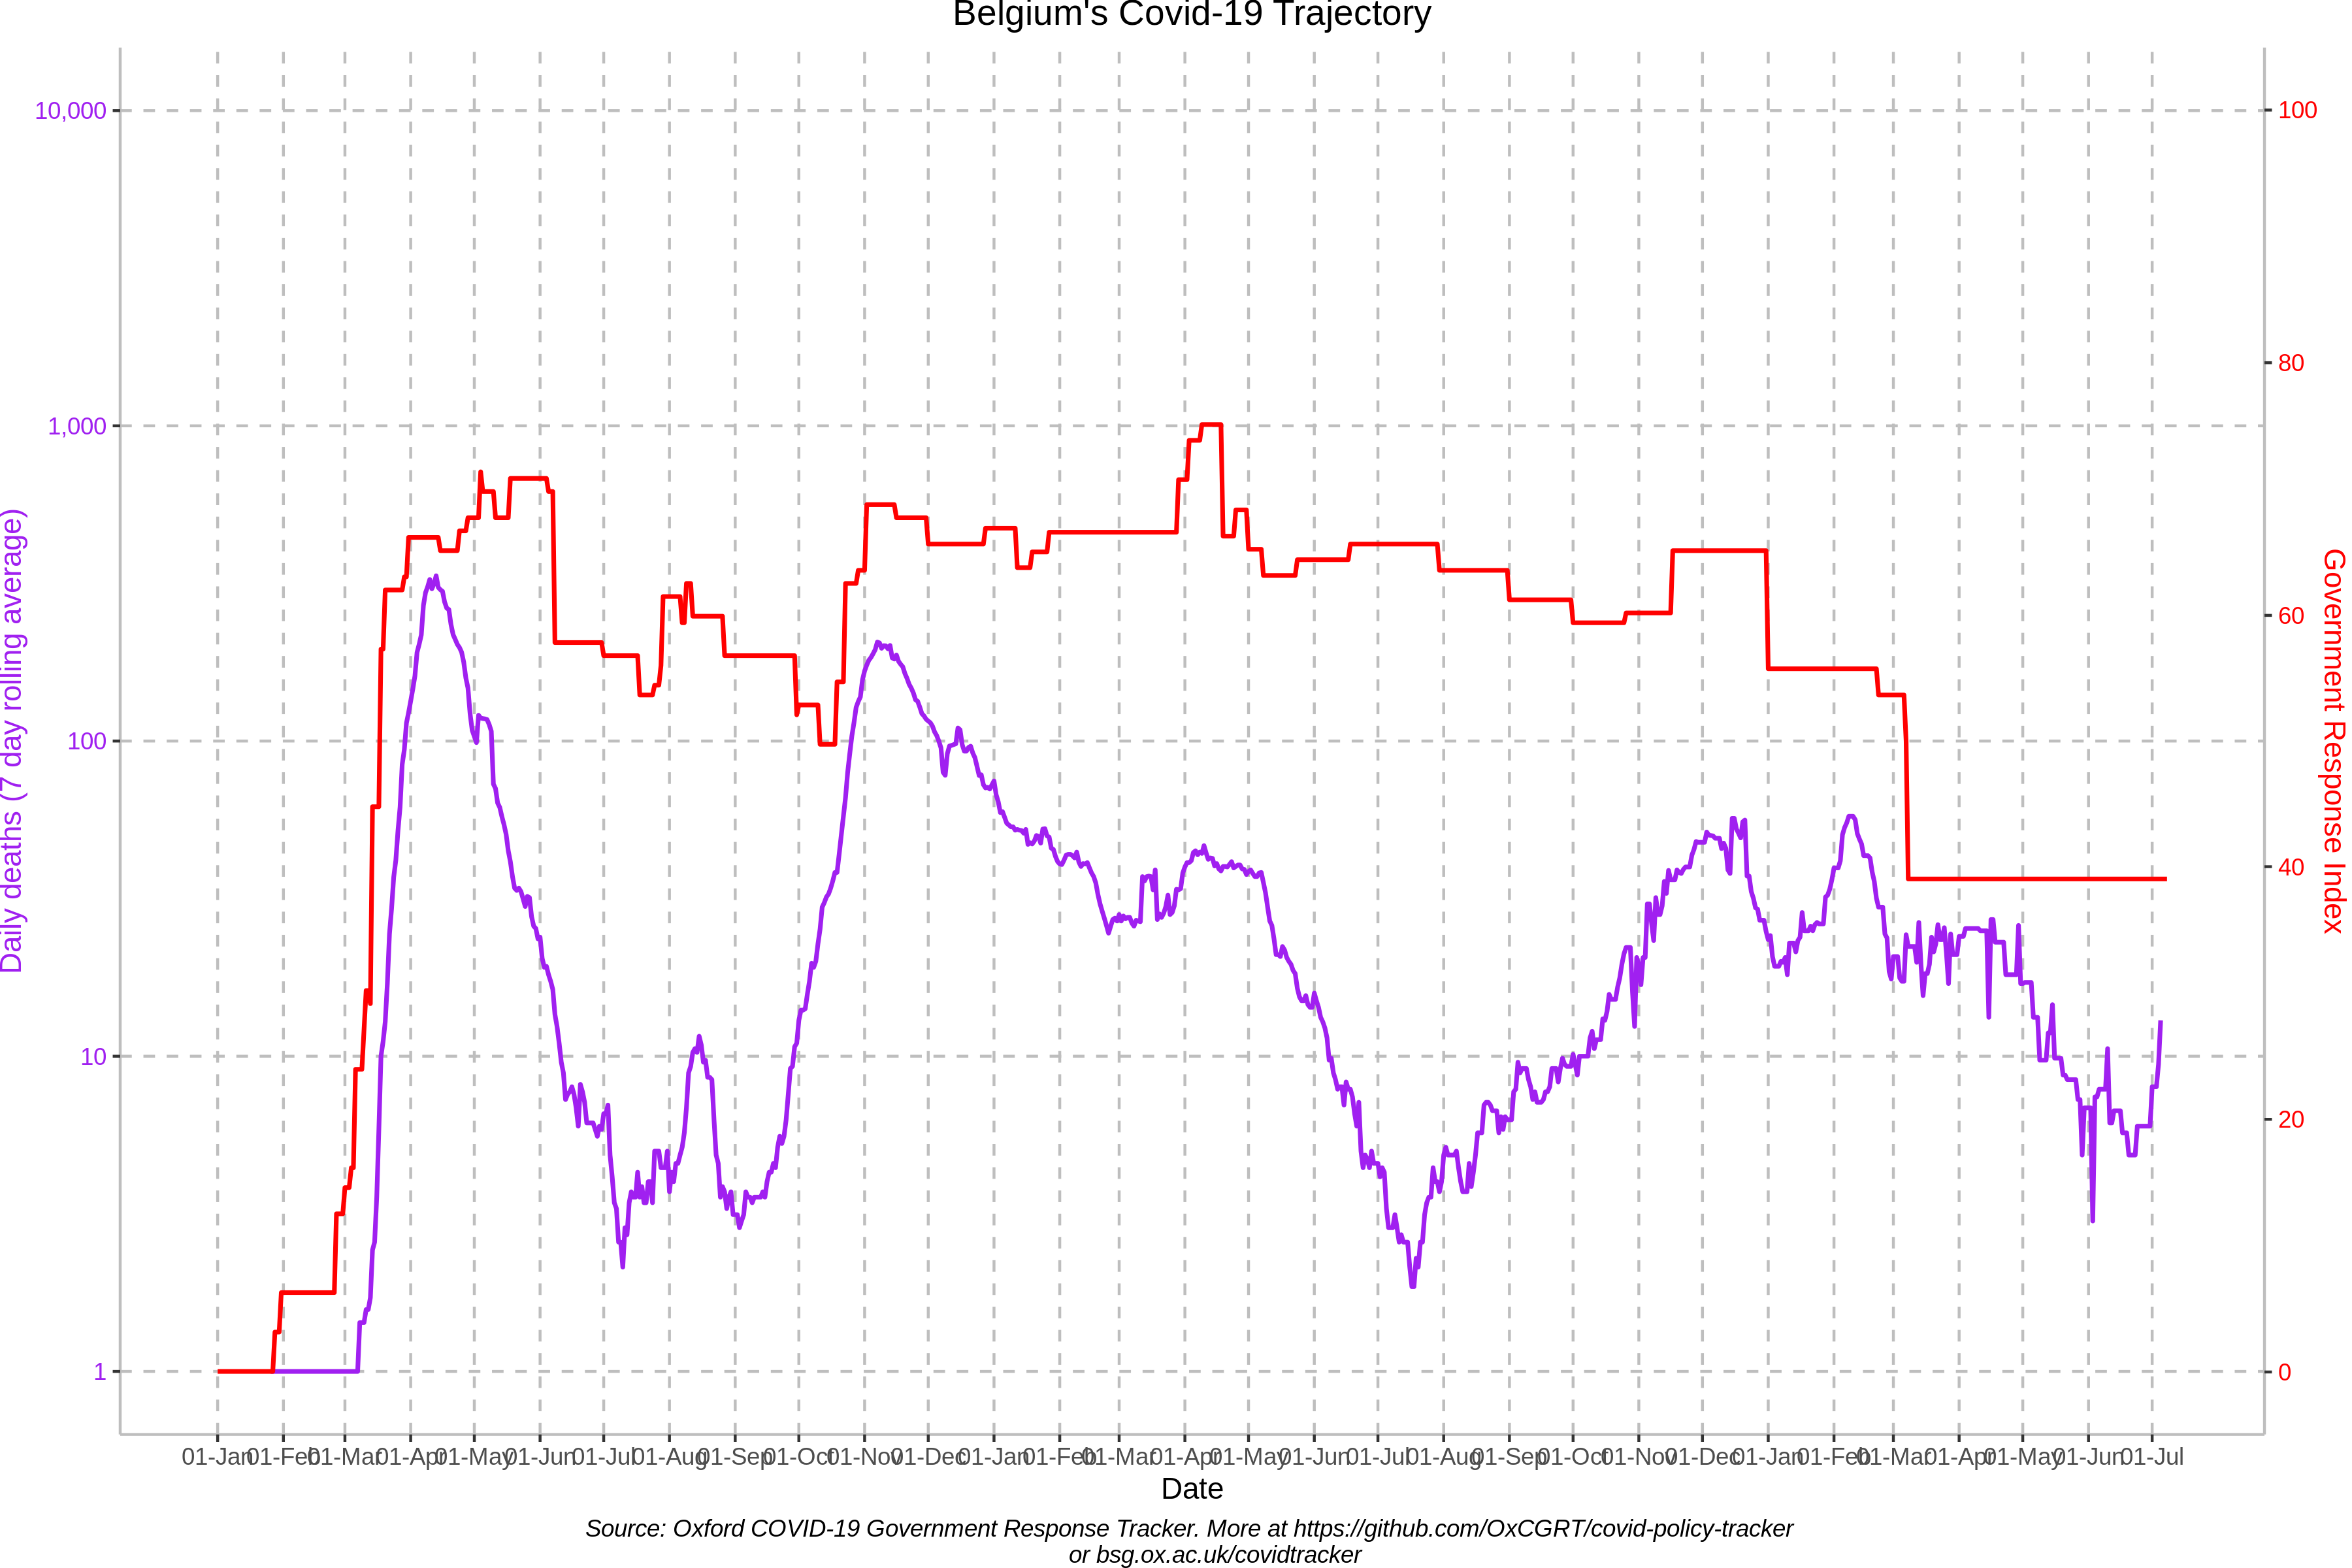 Belgium's Covid-19 Trajectory
10,000
1,000
100
10
1
Daily deaths (7 day rolling average)
100
80
60
40
20
0
Government Response Index
01-Jan 01-Feb 01-Mar 01-Apr 01-May 01-Jun 01-Jul 01-Aug 01-Sep 01-Oct 01-Nov 01-Dec 01-Jan 01-Feb 01-Mar 01-Apr 01-May 01-Jun 01-Jul 01-Aug 01-Sep 01-Oct 01-Nov 01-Dec 01-Jan 01-Feb 01-Mar 01-Apr 01-May 01-Jun 01-Jul
Date
Source: Oxford COVID-19 Government Response Tracker. More at https://github.com/OxCGRT/covid-policy-tracker
or bsg.ox.ac.uk/covidtracker